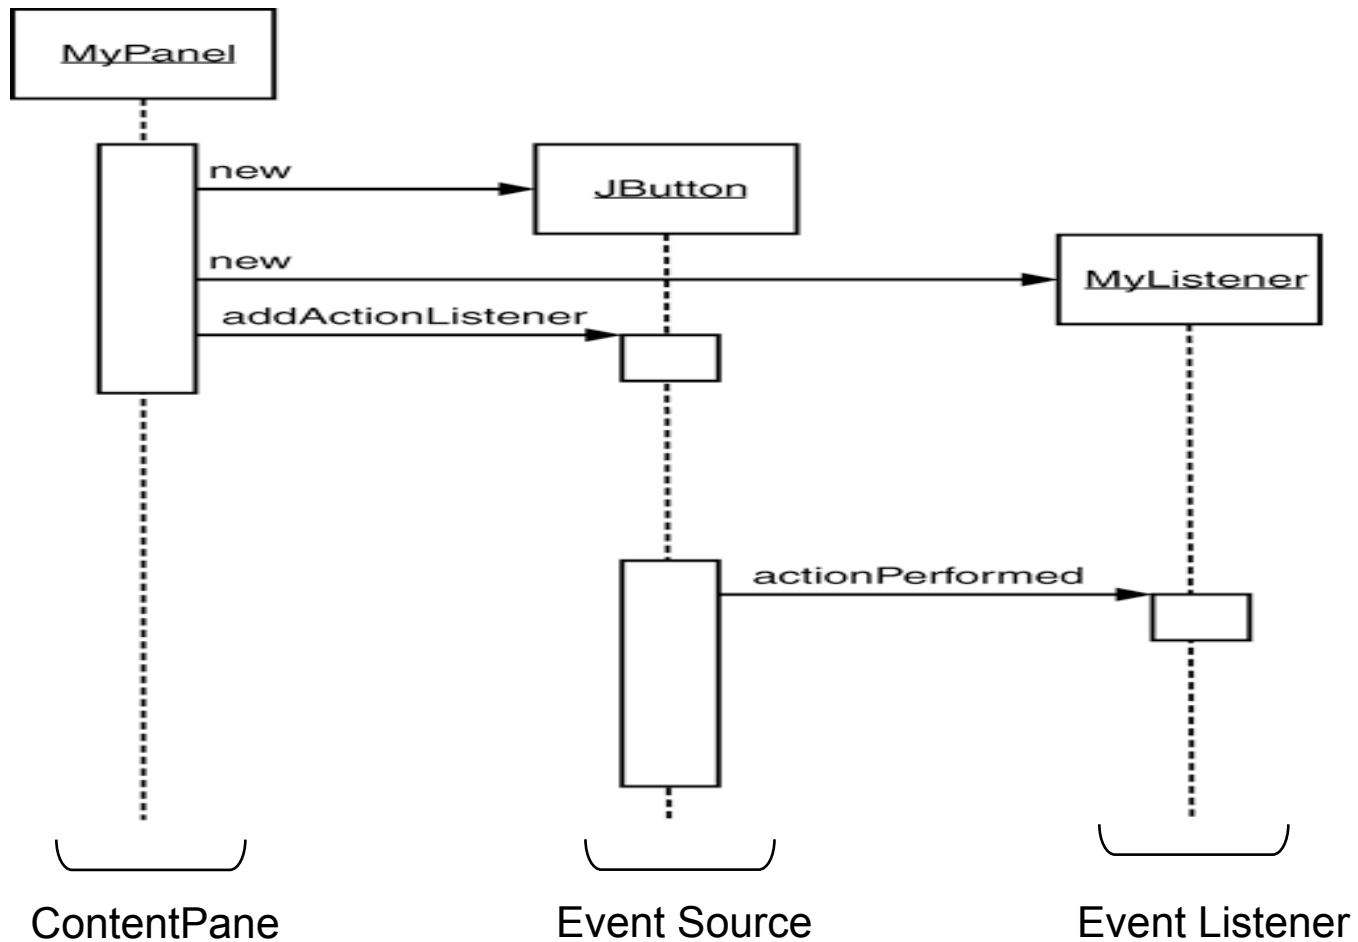 MyPanel
new
JButton
new
MyListener
addActionListener
actionPerformed
ContentPane
Event Source
Event Listener